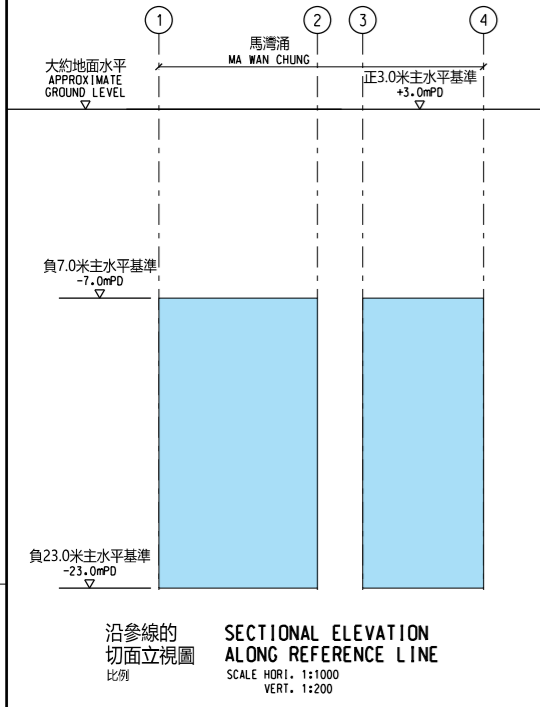 1
2
3
4
馬灣涌
MA WAN CHUNG
大約地面水平
APPROXIMATE
GROUND LEVEL
正3.0米主水平基準
+3.0mPD
負7.0米主水平基準
-7.0mPD
負23.0米主水平基準
-23.0mPD
沿參線的
切面立視圖
比例
SECTIONAL ELEVATION
ALONG REFERENCE LINE
SCALE HORI. 1:1000
VERT. 1:200